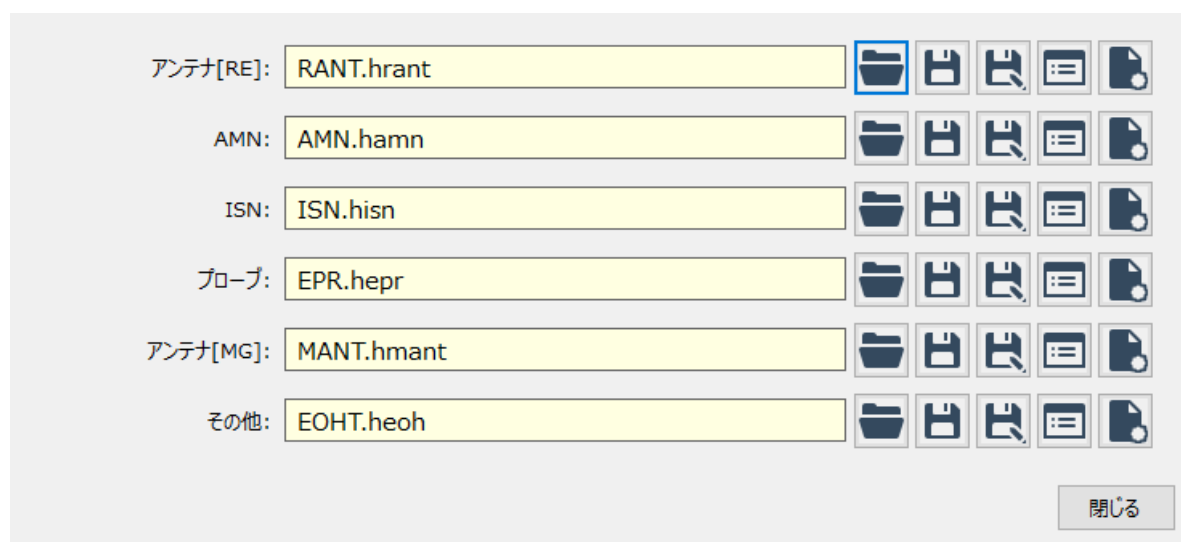 アンテナ[RE]: RANT.hrant
AMN: AMN.hamn
ISN: ISN.hisn
プローブ: EPR.hepr
アンテナ[MG]: MANT.hmant
その他: EOHT.heoh
閉じる